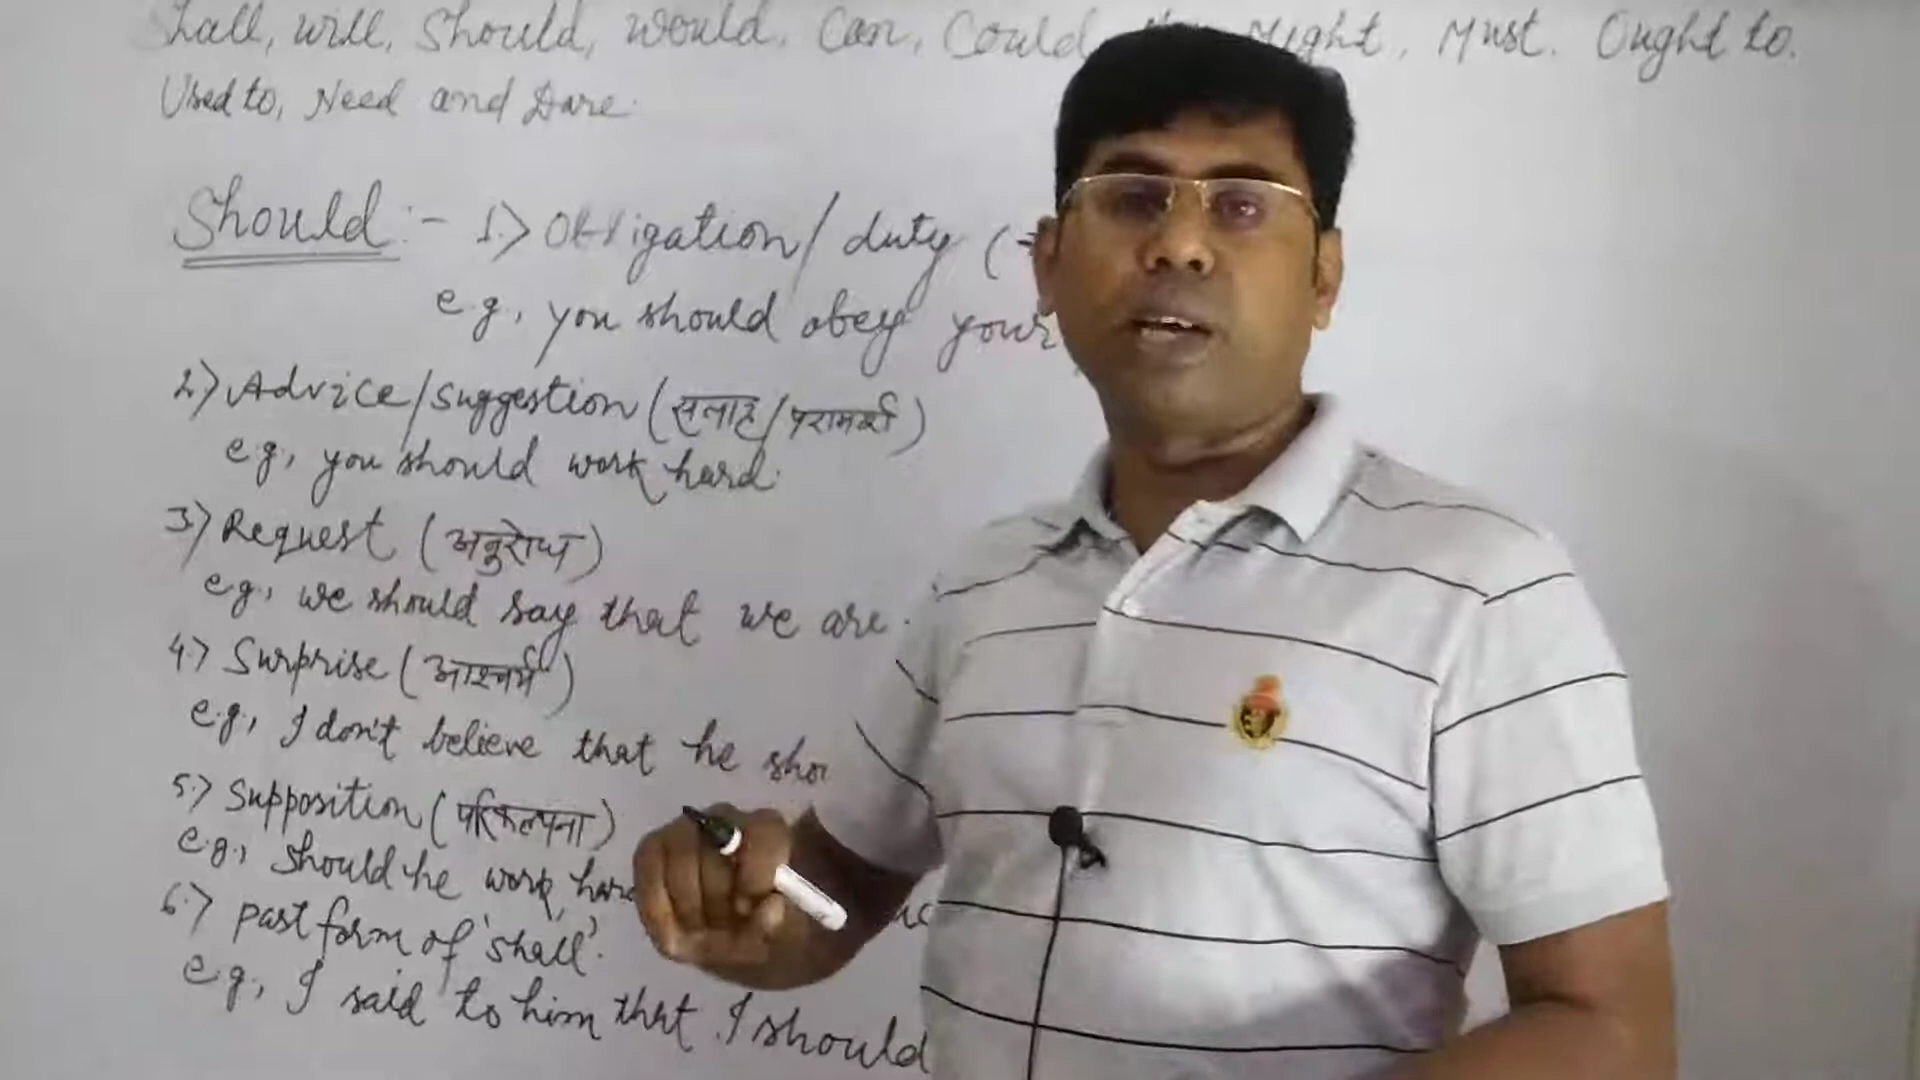 Shall, will, Should, would, Can, Could, Might, Must. Ought to.
Used to, Need and Dare.
Should :- 1.> Obligation/duty (
e.g., you should obey your
2.> Advice/suggestion (सलाह/परामर्श)
e.g., you should work hard.
3.> Request (अनुरोध)
e.g., we should say that we are
4.> Surprise (आश्चर्य)
e.g., I don't believe that he
5.> Supposition (परिकल्पना)
e.g., Should he work
6.> past form of 'shall'.
e.g., I said to him that I should